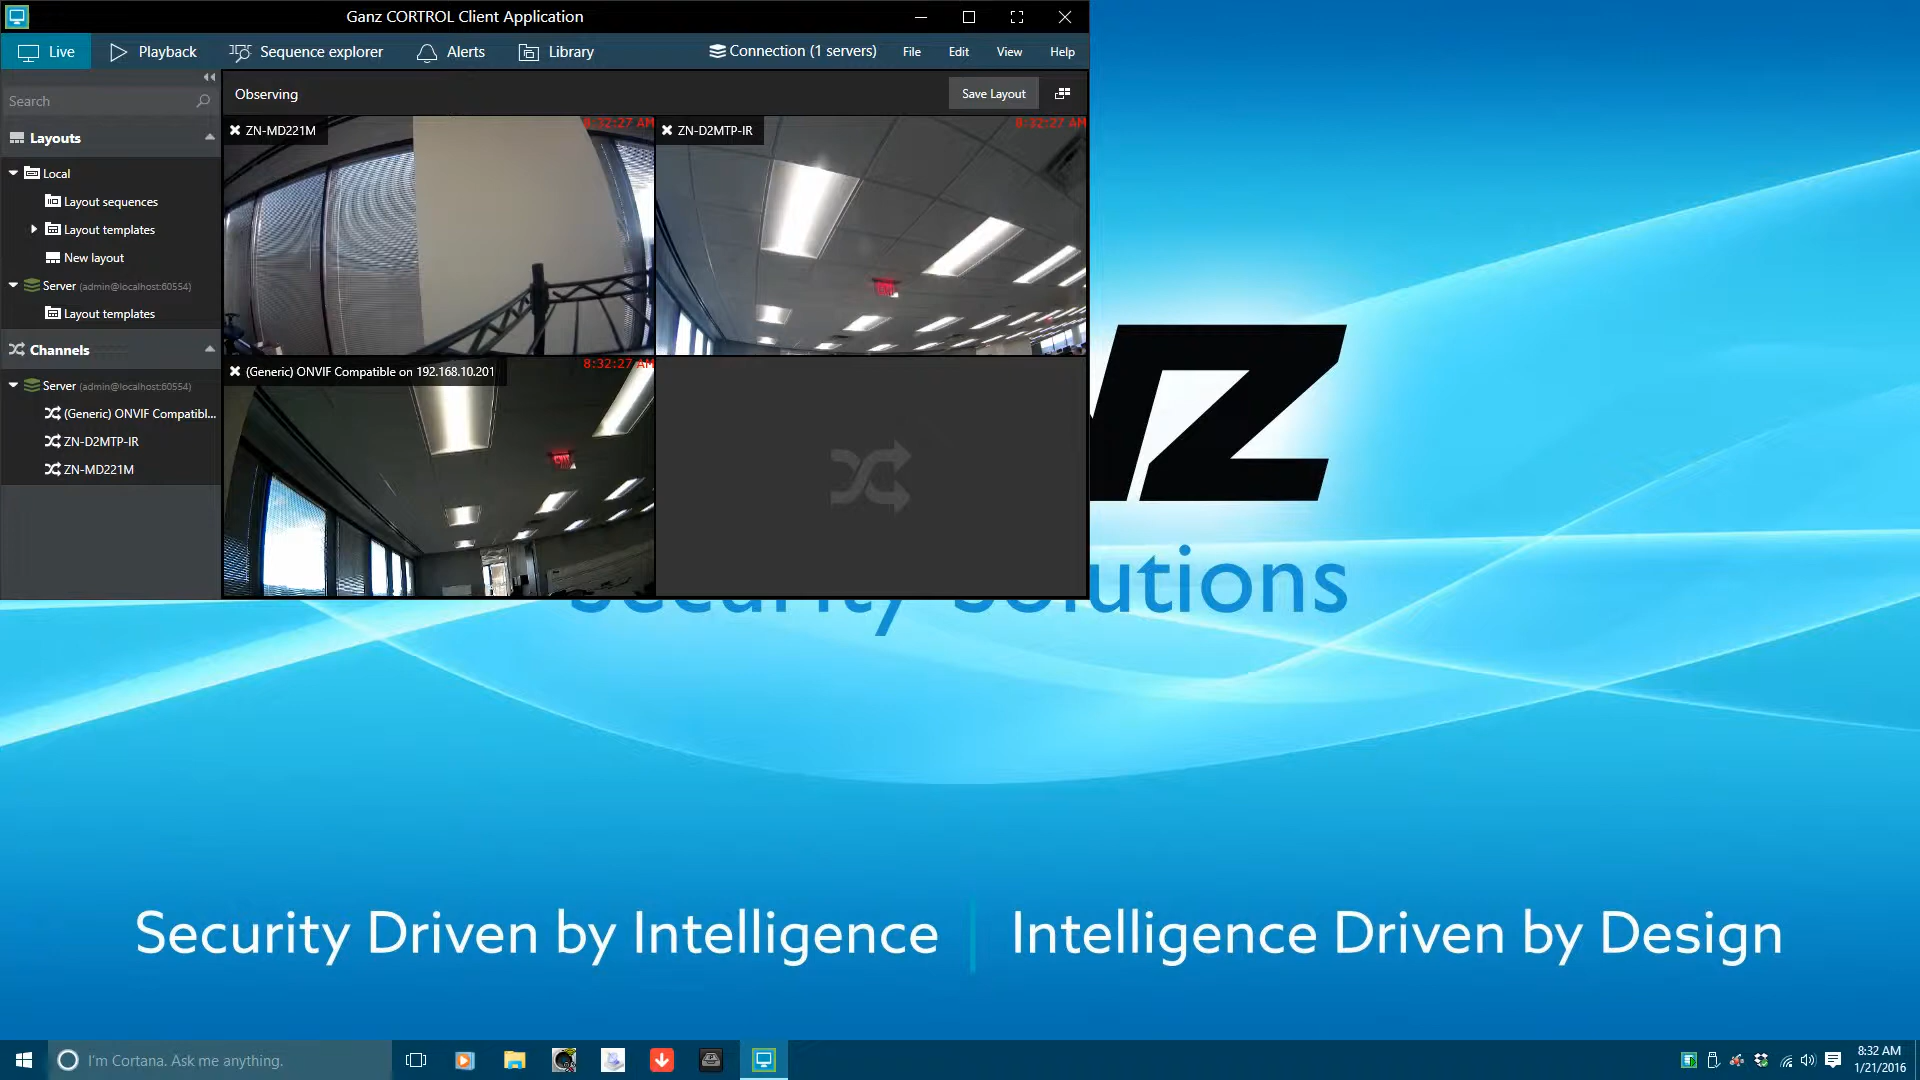 Ganz CORTROL Client Application
Live
Playback
Sequence explorer
Alerts
Library
Connection (1 servers)
File
Edit
View
Help
Search
Observing
Save Layout
Layouts
Local
Layout sequences
Layout templates
New layout
Server (admin@localhost:60554)
Layout templates
Channels
Server (admin@localhost:60554)
(Generic) ONVIF Compatibl...
ZN-D2MTP-IR
ZN-MD221M
ZN-MD221M
8:32:27 AM
ZN-D2MTP-IR
8:32:27 AM
(Generic) ONVIF Compatible on 192.168.10.201
8:32:27 AM
NZ
Security Solutions
Security Driven by Intelligence
Intelligence Driven by Design
I'm Cortana. Ask me anything.
8:32 AM
1/21/2016